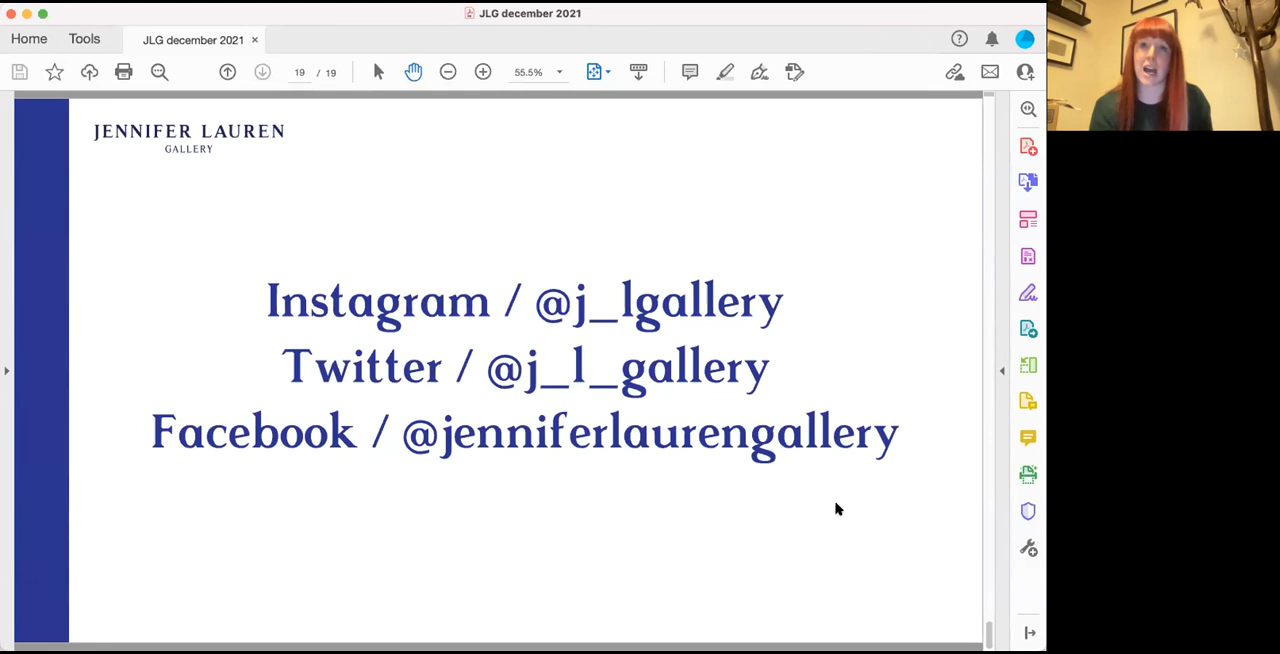 JLG december 2021
Home
Tools
JLG december 2021
19 / 19
55.5%
JENNIFER LAUREN
GALLERY
Instagram / @j_lgallery
Twitter / @j_l_gallery
Facebook / @jenniferlaurengallery